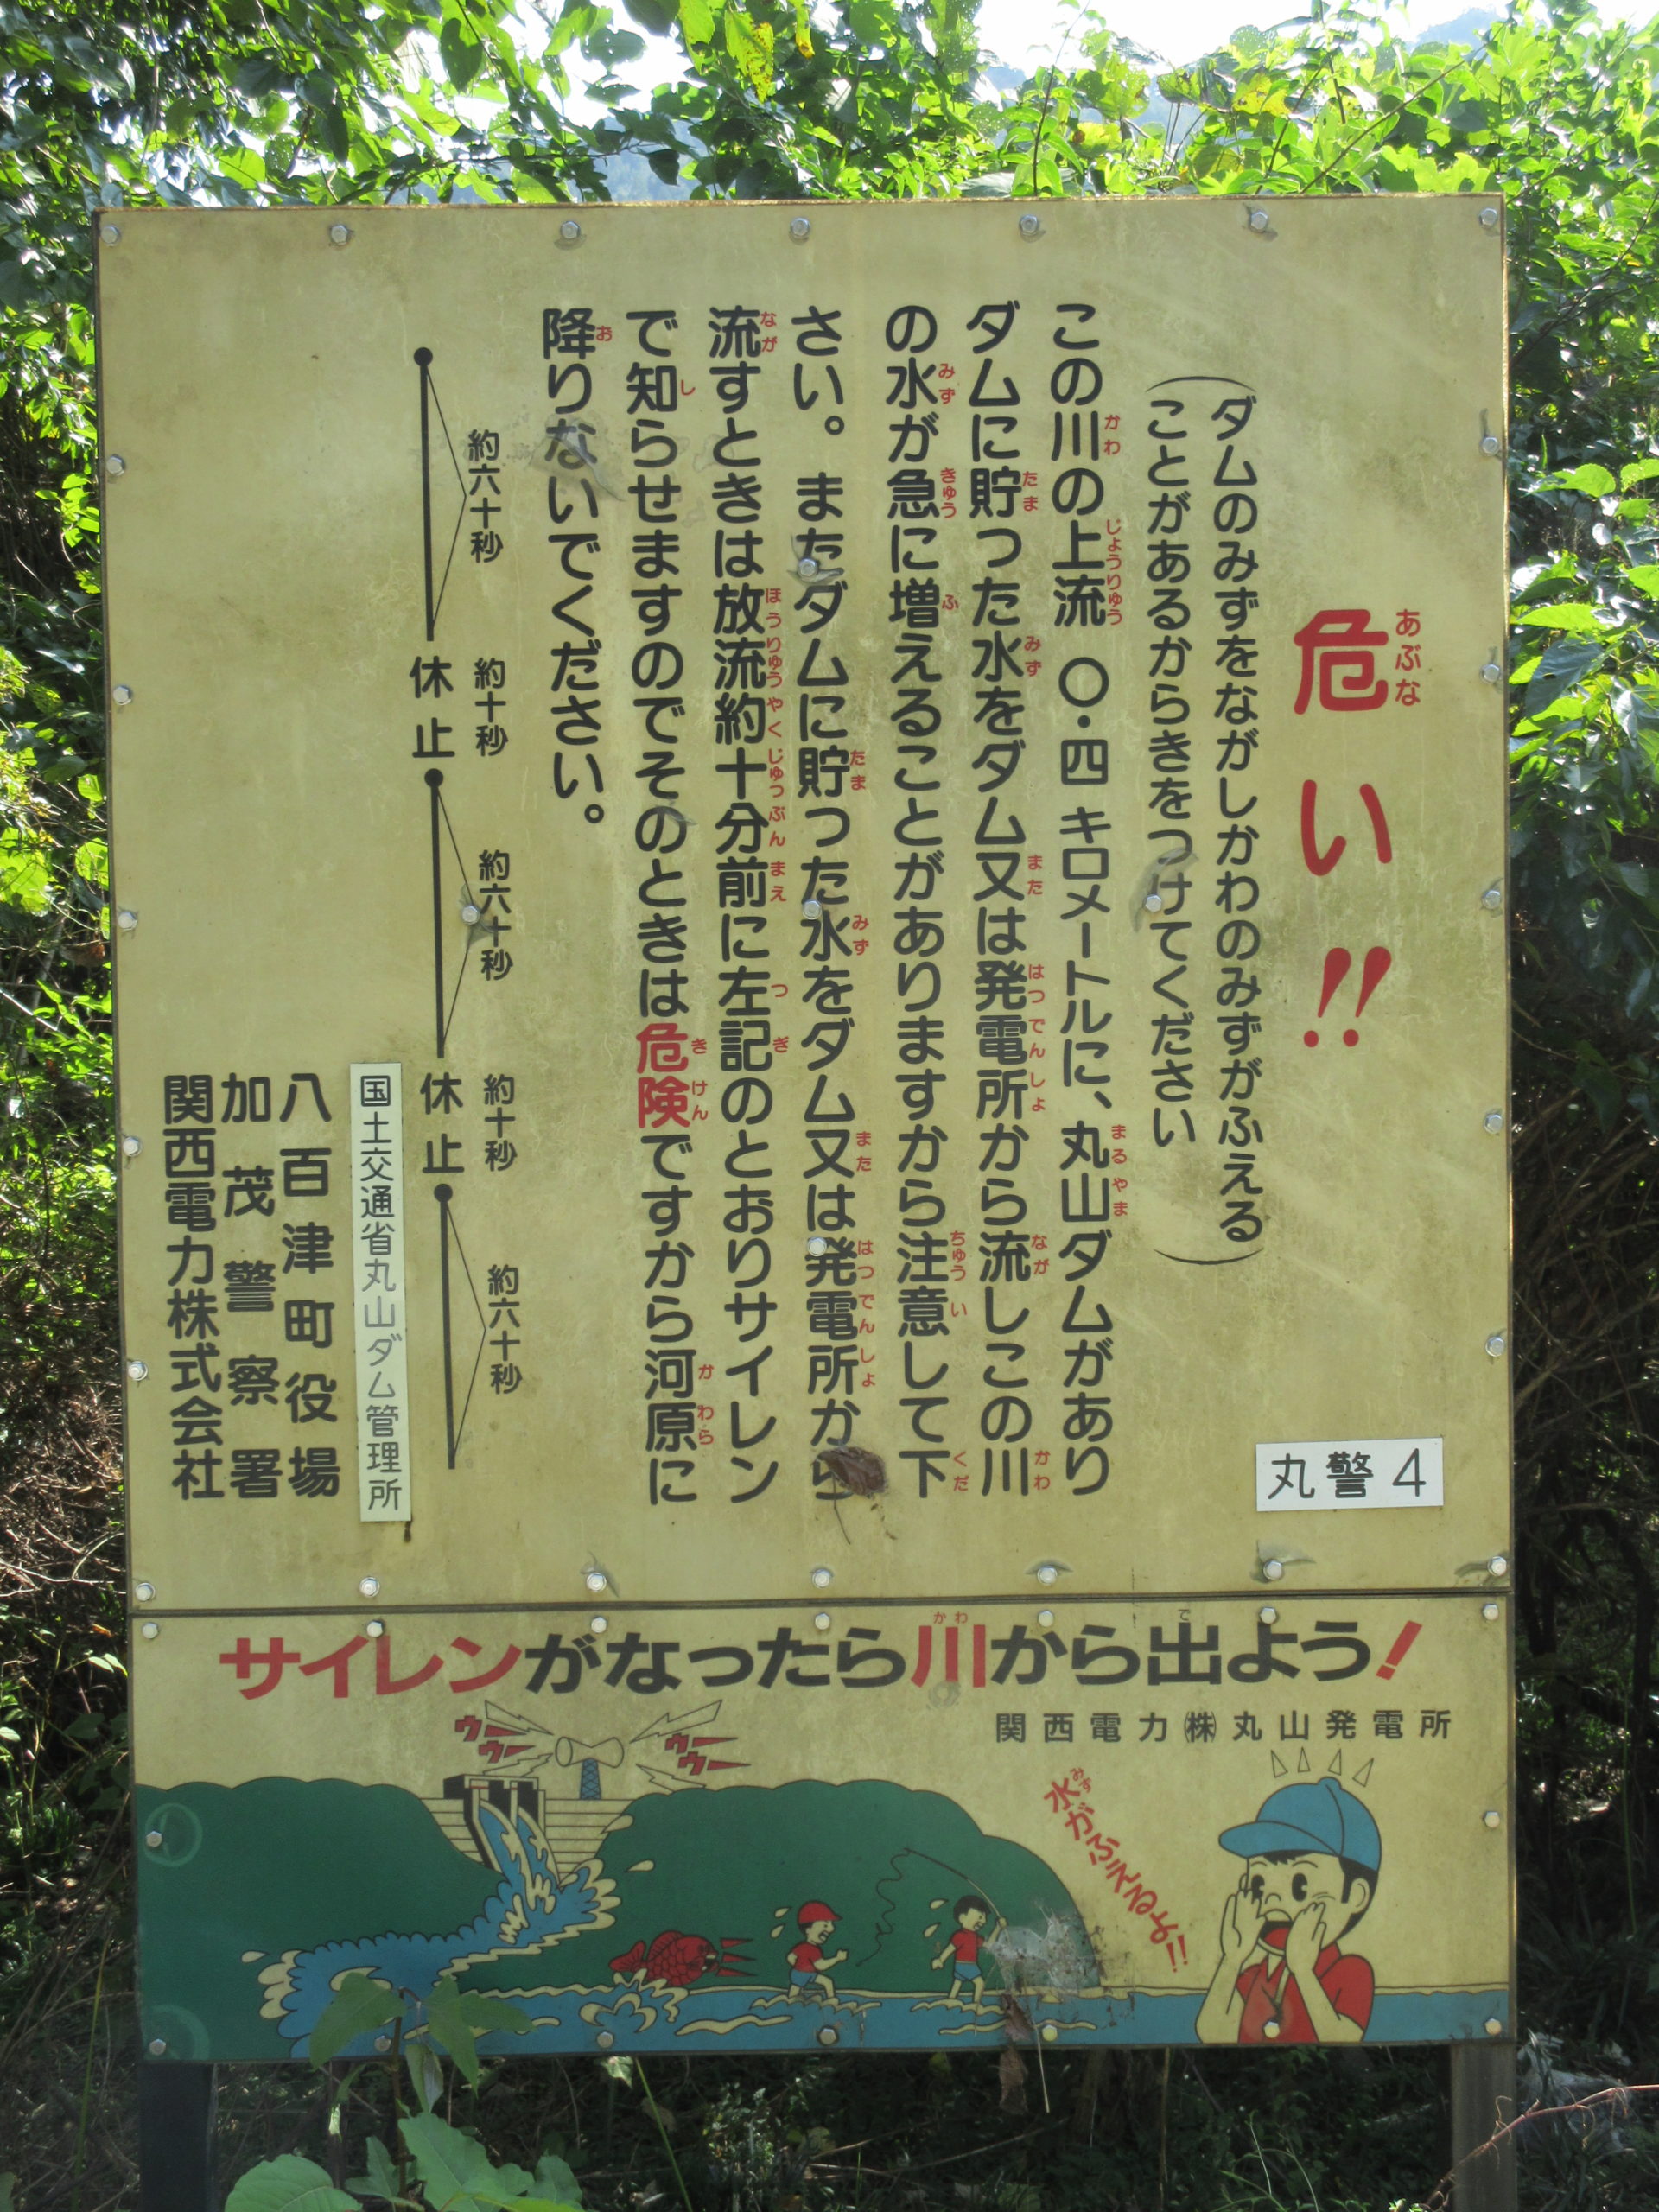 危い!!
(ダムのみずをながしかわのみずがふえる
ことがあるからきをつけてください)
この川の上流 〇・四 キロメートルに、丸山ダムがあり
ダムに貯った水をダム又は発電所から流しこの川
の水が急に増えることがありますから注意して下
さい。またダムに貯った水をダム又は発電所から
流すときは放流約十分前に左記のとおりサイレン
で知らせますのでそのときは危険ですから河原に
降りないでください。
約六十秒 約十秒 約六十秒 約十秒 約六十秒
休止 休止
国土交通省丸山ダム管理所
八百津町役場
加茂警察署
関西電力株式会社
丸警4
サイレンがなったら川から出よう!
関西電力㈱丸山発電所
ウーウー
ウーウー
水がふえるよ!!